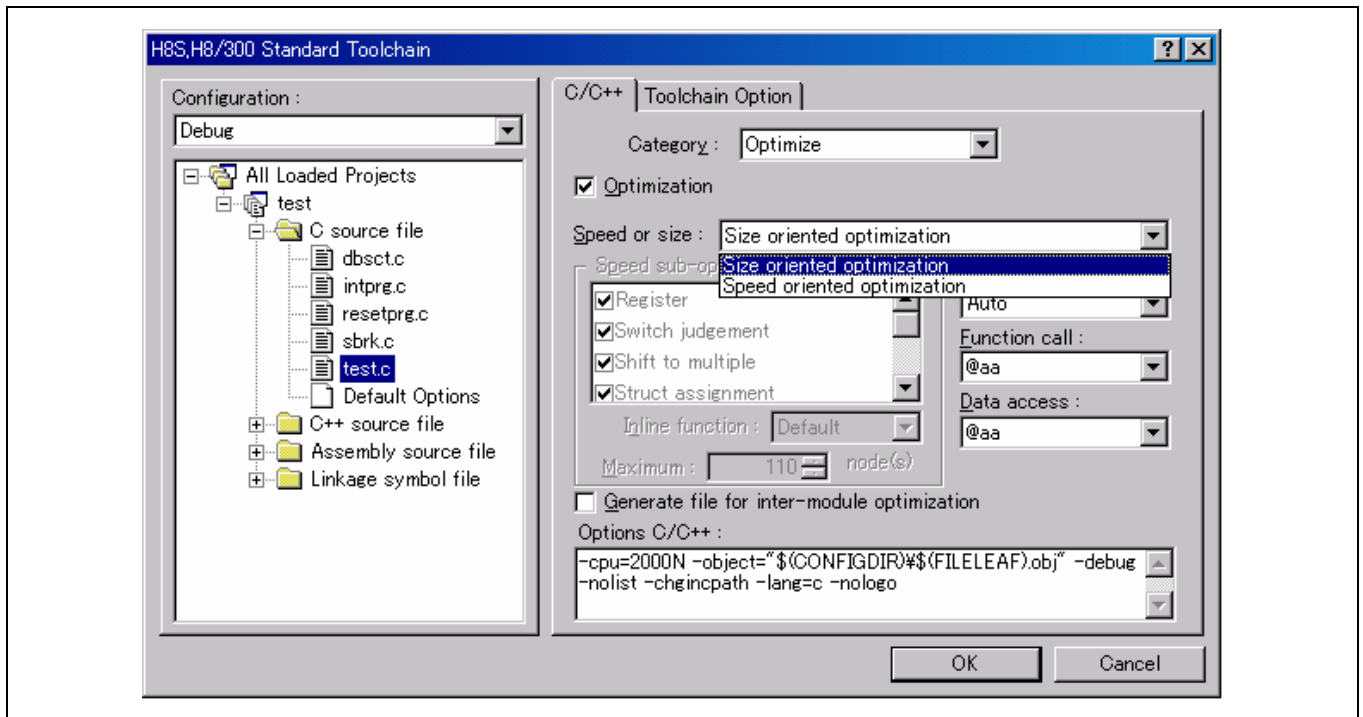 H8S,H8/300 Standard Toolchain
Configuration :
Debug
All Loaded Projects
test
C source file
dbsct.c
intprg.c
resetprg.c
sbrk.c
test.c
Default Options
C++ source file
Assembly source file
Linkage symbol file
C/C++
Toolchain Option
Category :
Optimize
Optimization
Speed or size :
Size oriented optimization
Size oriented optimization
Speed oriented optimization
Speed sub-op
Register
Switch judgement
Shift to multiple
Struct assignment
Inline function :
Default
Maximum :
110
node(s)
Auto
Function call :
@aa
Data access :
@aa
Generate file for inter-module optimization
Options C/C++ :
-cpu=2000N -object="$(CONFIGDIR)¥$(FILELEAF).obj" -debug
-nolist -chgincpath -lang=c -nologo
OK
Cancel